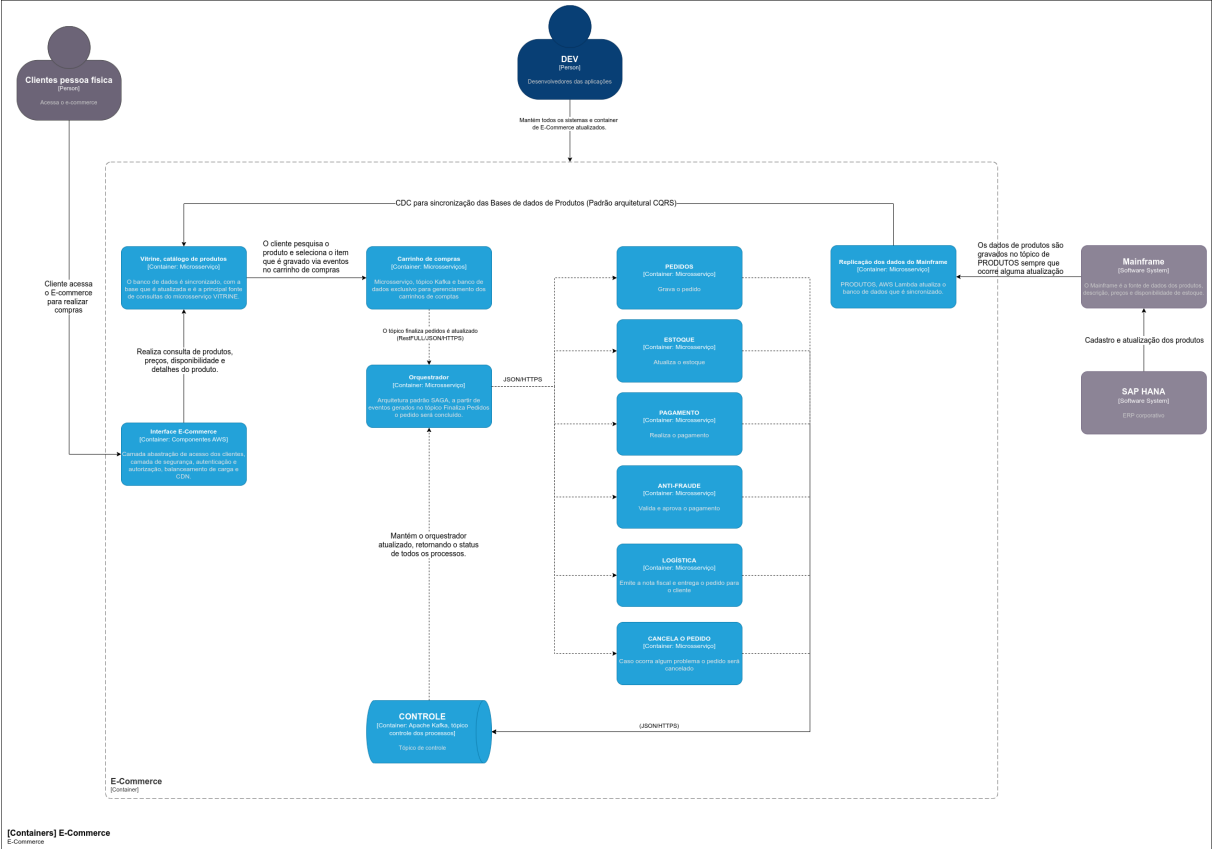 Clientes pessoa física
[Person]
Acessa o e-commerce
DEV
[Person]
Desenvolvedores das aplicações
Mantém todos os sistemas e container
de E-Commerce atualizados.
CDC para sincronização das Bases de dados de Produtos (Padrão arquitetural CQRS)
Vitrine, catálogo de produtos
[Container: Microsserviço]
O banco de dados é sincronizado, com a
base que é atualizada e é a principal fonte
de consultas do microsserviço VITRINE.
O cliente pesquisa o
produto e seleciona o item
que é gravado via eventos
no carrinho de compras
Carrinho de compras
[Container: Microsserviços]
Microsserviço, tópico Kafka e banco de
dados exclusivo para gerenciamento dos
carrinhos de comptas
PEDIDOS
[Container: Microsserviço]
Grava o pedido
Replicação dos dados do Mainframe
[Container: Microsserviço]
PRODUTOS, AWS Lambda atualiza o
banco de dados que é sincronizado.
Os dados de produtos são
gravados no tópico de
PRODUTOS sempre que
ocorre alguma atualização
Mainframe
[Software System]
O Mainframe é a fonte de dados dos produtos,
descrição, preços e disponibilidade de estoque.
Cliente acessa
o E-commerce
para realizar
compras
O tópico finaliza pedidos é atualizado
(RestFULL/JSON/HTTPS)
ESTOQUE
[Container: Microsserviço]
Atualiza o estoque
Cadastro e atualização dos produtos
Realiza consulta de produtos,
preços, disponibilidade e
detalhes do produto.
Orquestrador
[Container: Microsserviço]
Arquitetura padrão SAGA, a partir de
eventos gerados no tópico Finaliza Pedidos
o pedido será concluído.
JSON/HTTPS
SAP HANA
[Software System]
ERP corporativo
PAGAMENTO
[Container: Microsserviço]
Realiza o pagamento
Interface E-Commerce
[Container: Componentes AWS]
Camada abastração de acesso dos clientes,
camada de segurança, autenticação e
autorização, balanceamento de carga e
CDN.
ANTI-FRAUDE
[Container: Microsserviço]
Valida e aprova o pagamento
Mantém o orquestrador
atualizado, retornando o status
de todos os processos.
LOGÍSTICA
[Container: Microsserviço]
Emite a nota fiscal e entrega o pedido para
o cliente
CANCELA O PEDIDO
[Container: Microsserviço]
Caso ocorra algum problema o pedido será
cancelado
CONTROLE
[Container: Apache Kafka, tópico
controle dos processos]
Tópico de controle
(JSON/HTTPS)
E-Commerce
[Container]
[Containers] E-Commerce
E-Commerce